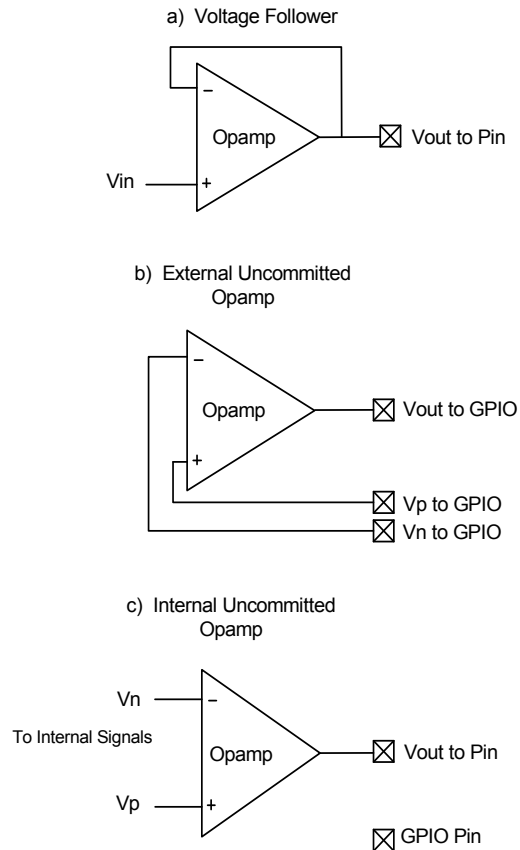 a) Voltage Follower
−
Opamp
Vout to Pin
Vin
+
b) External Uncommitted
Opamp
−
Opamp
Vout to GPIO
+
Vp to GPIO
Vn to GPIO
c) Internal Uncommitted
Opamp
Vn
−
To Internal Signals
Opamp
Vout to Pin
Vp
+
GPIO Pin